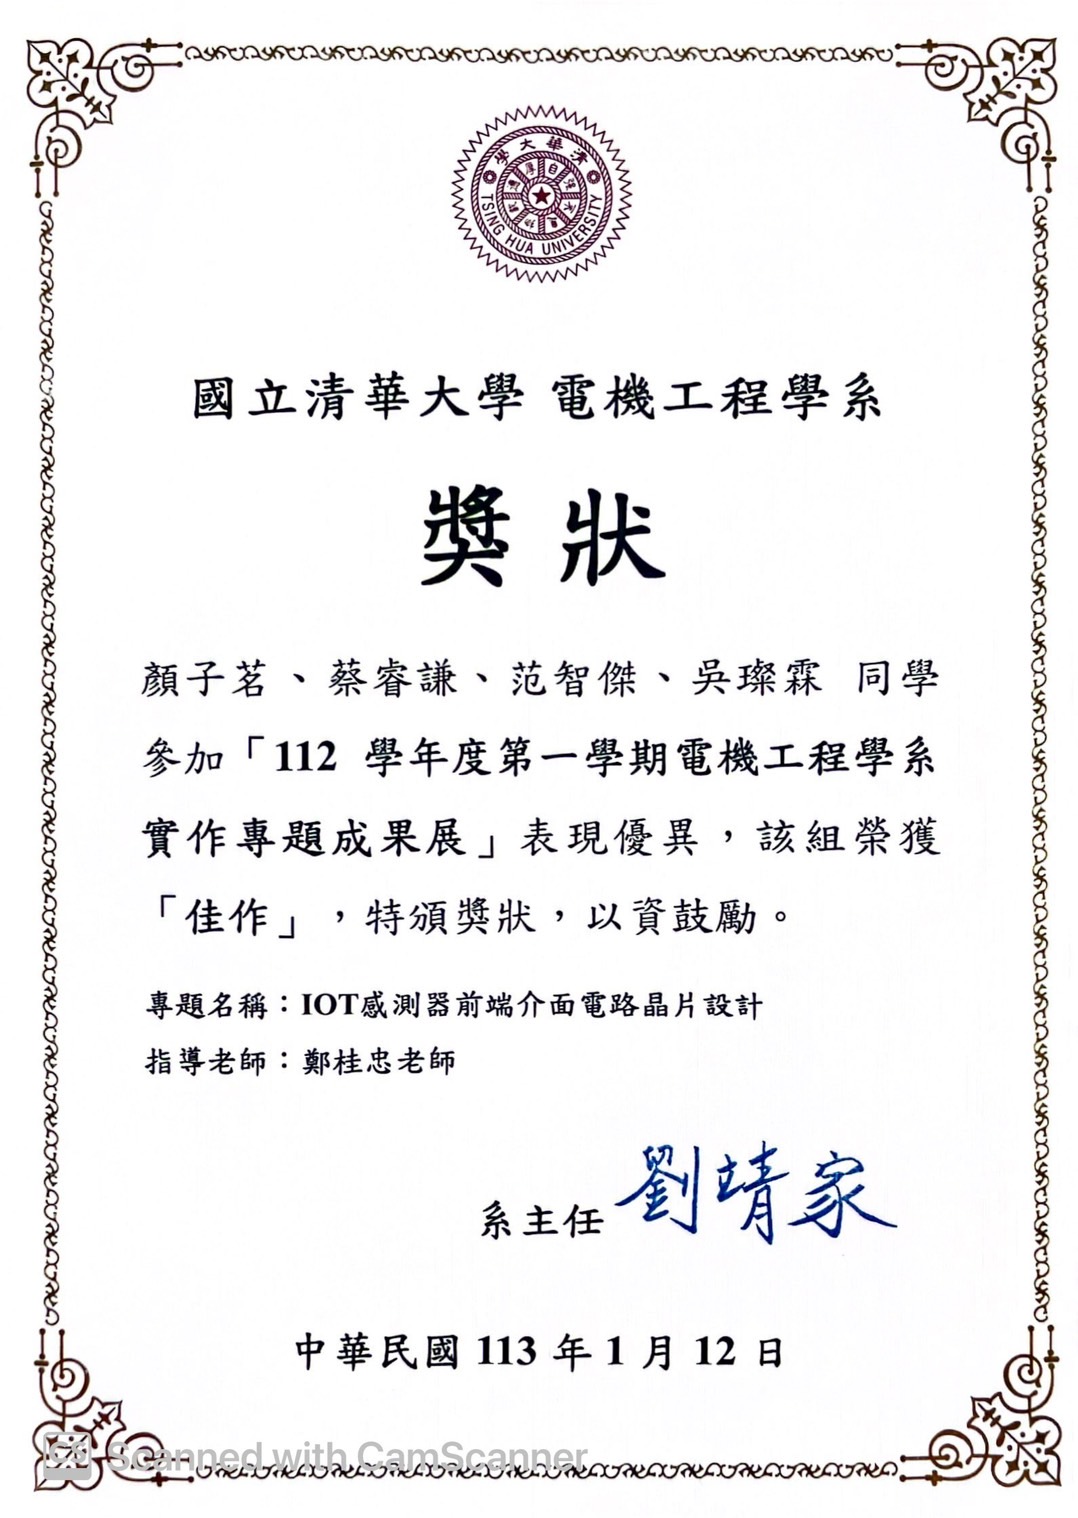 清華大學
TSING HUA UNIVERSITY
國立清華大學 電機工程學系
獎狀
顏子茗、蔡睿謙、范智傑、吳璨霖 同學
參加「112 學年度第一學期電機工程學系
實作專題成果展」表現優異，該組榮獲
「佳作」，特頒獎狀，以資鼓勵。
專題名稱：IOT感測器前端介面電路晶片設計
指導老師：鄭桂忠老師
系主任 劉靖家
中華民國 113 年 1 月 12 日
CS Scanned with CamScanner